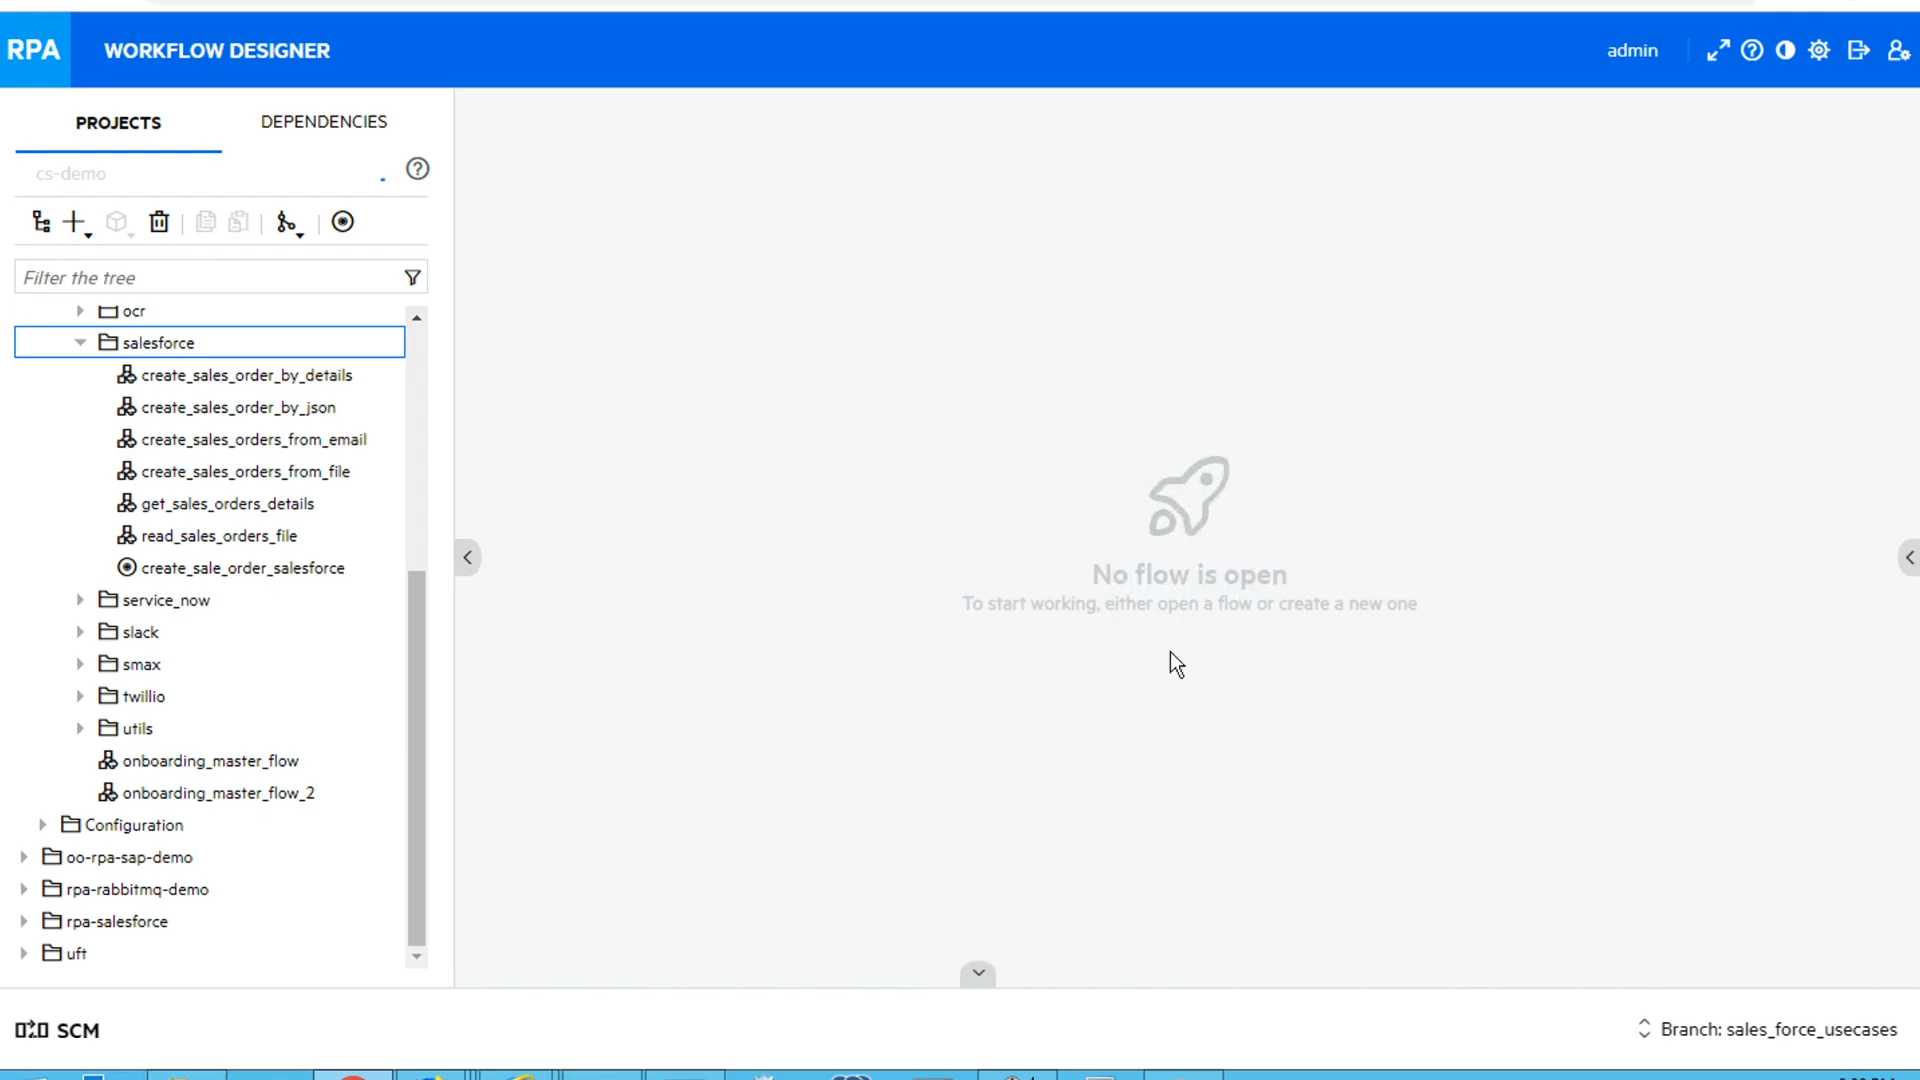 RPA WORKFLOW DESIGNER admin
PROJECTS DEPENDENCIES
cs-demo
Filter the tree
ocr
salesforce
create_sales_order_by_details
create_sales_order_by_json
create_sales_orders_from_email
create_sales_orders_from_file
get_sales_orders_details
read_sales_orders_file
create_sale_order_salesforce
service_now
slack
smax
twillio
utils
onboarding_master_flow
onboarding_master_flow_2
Configuration
oo-rpa-sap-demo
rpa-rabbitmq-demo
rpa-salesforce
uft
No flow is open
To start working, either open a flow or create a new one
SCM
Branch: sales_force_usecases